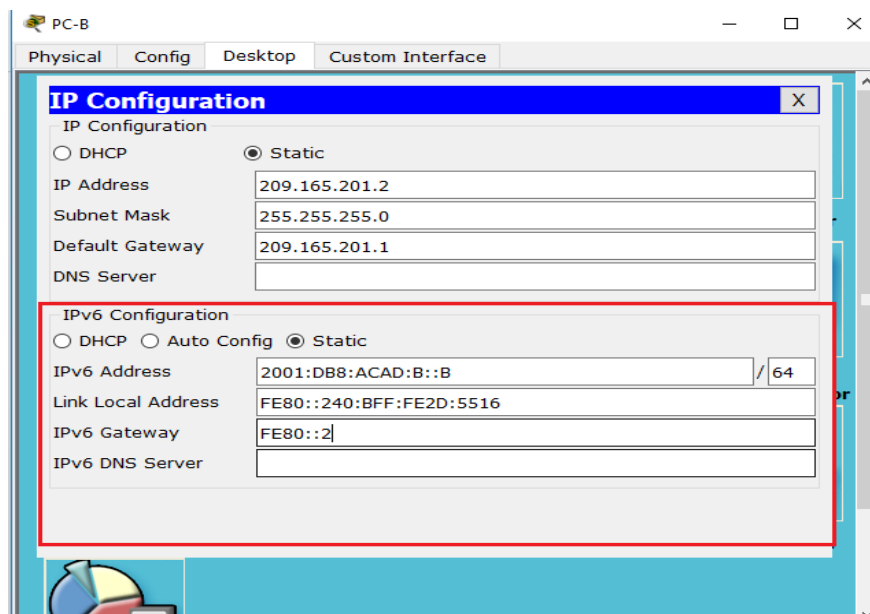 PC-B
Physical Config Desktop Custom Interface
IP Configuration X
IP Configuration
DHCP Static
IP Address 209.165.201.2
Subnet Mask 255.255.255.0
Default Gateway 209.165.201.1
DNS Server
IPv6 Configuration
DHCP Auto Config Static
IPv6 Address 2001:DB8:ACAD:B::B / 64
Link Local Address FE80::240:BFF:FE2D:5516
IPv6 Gateway FE80::2
IPv6 DNS Server